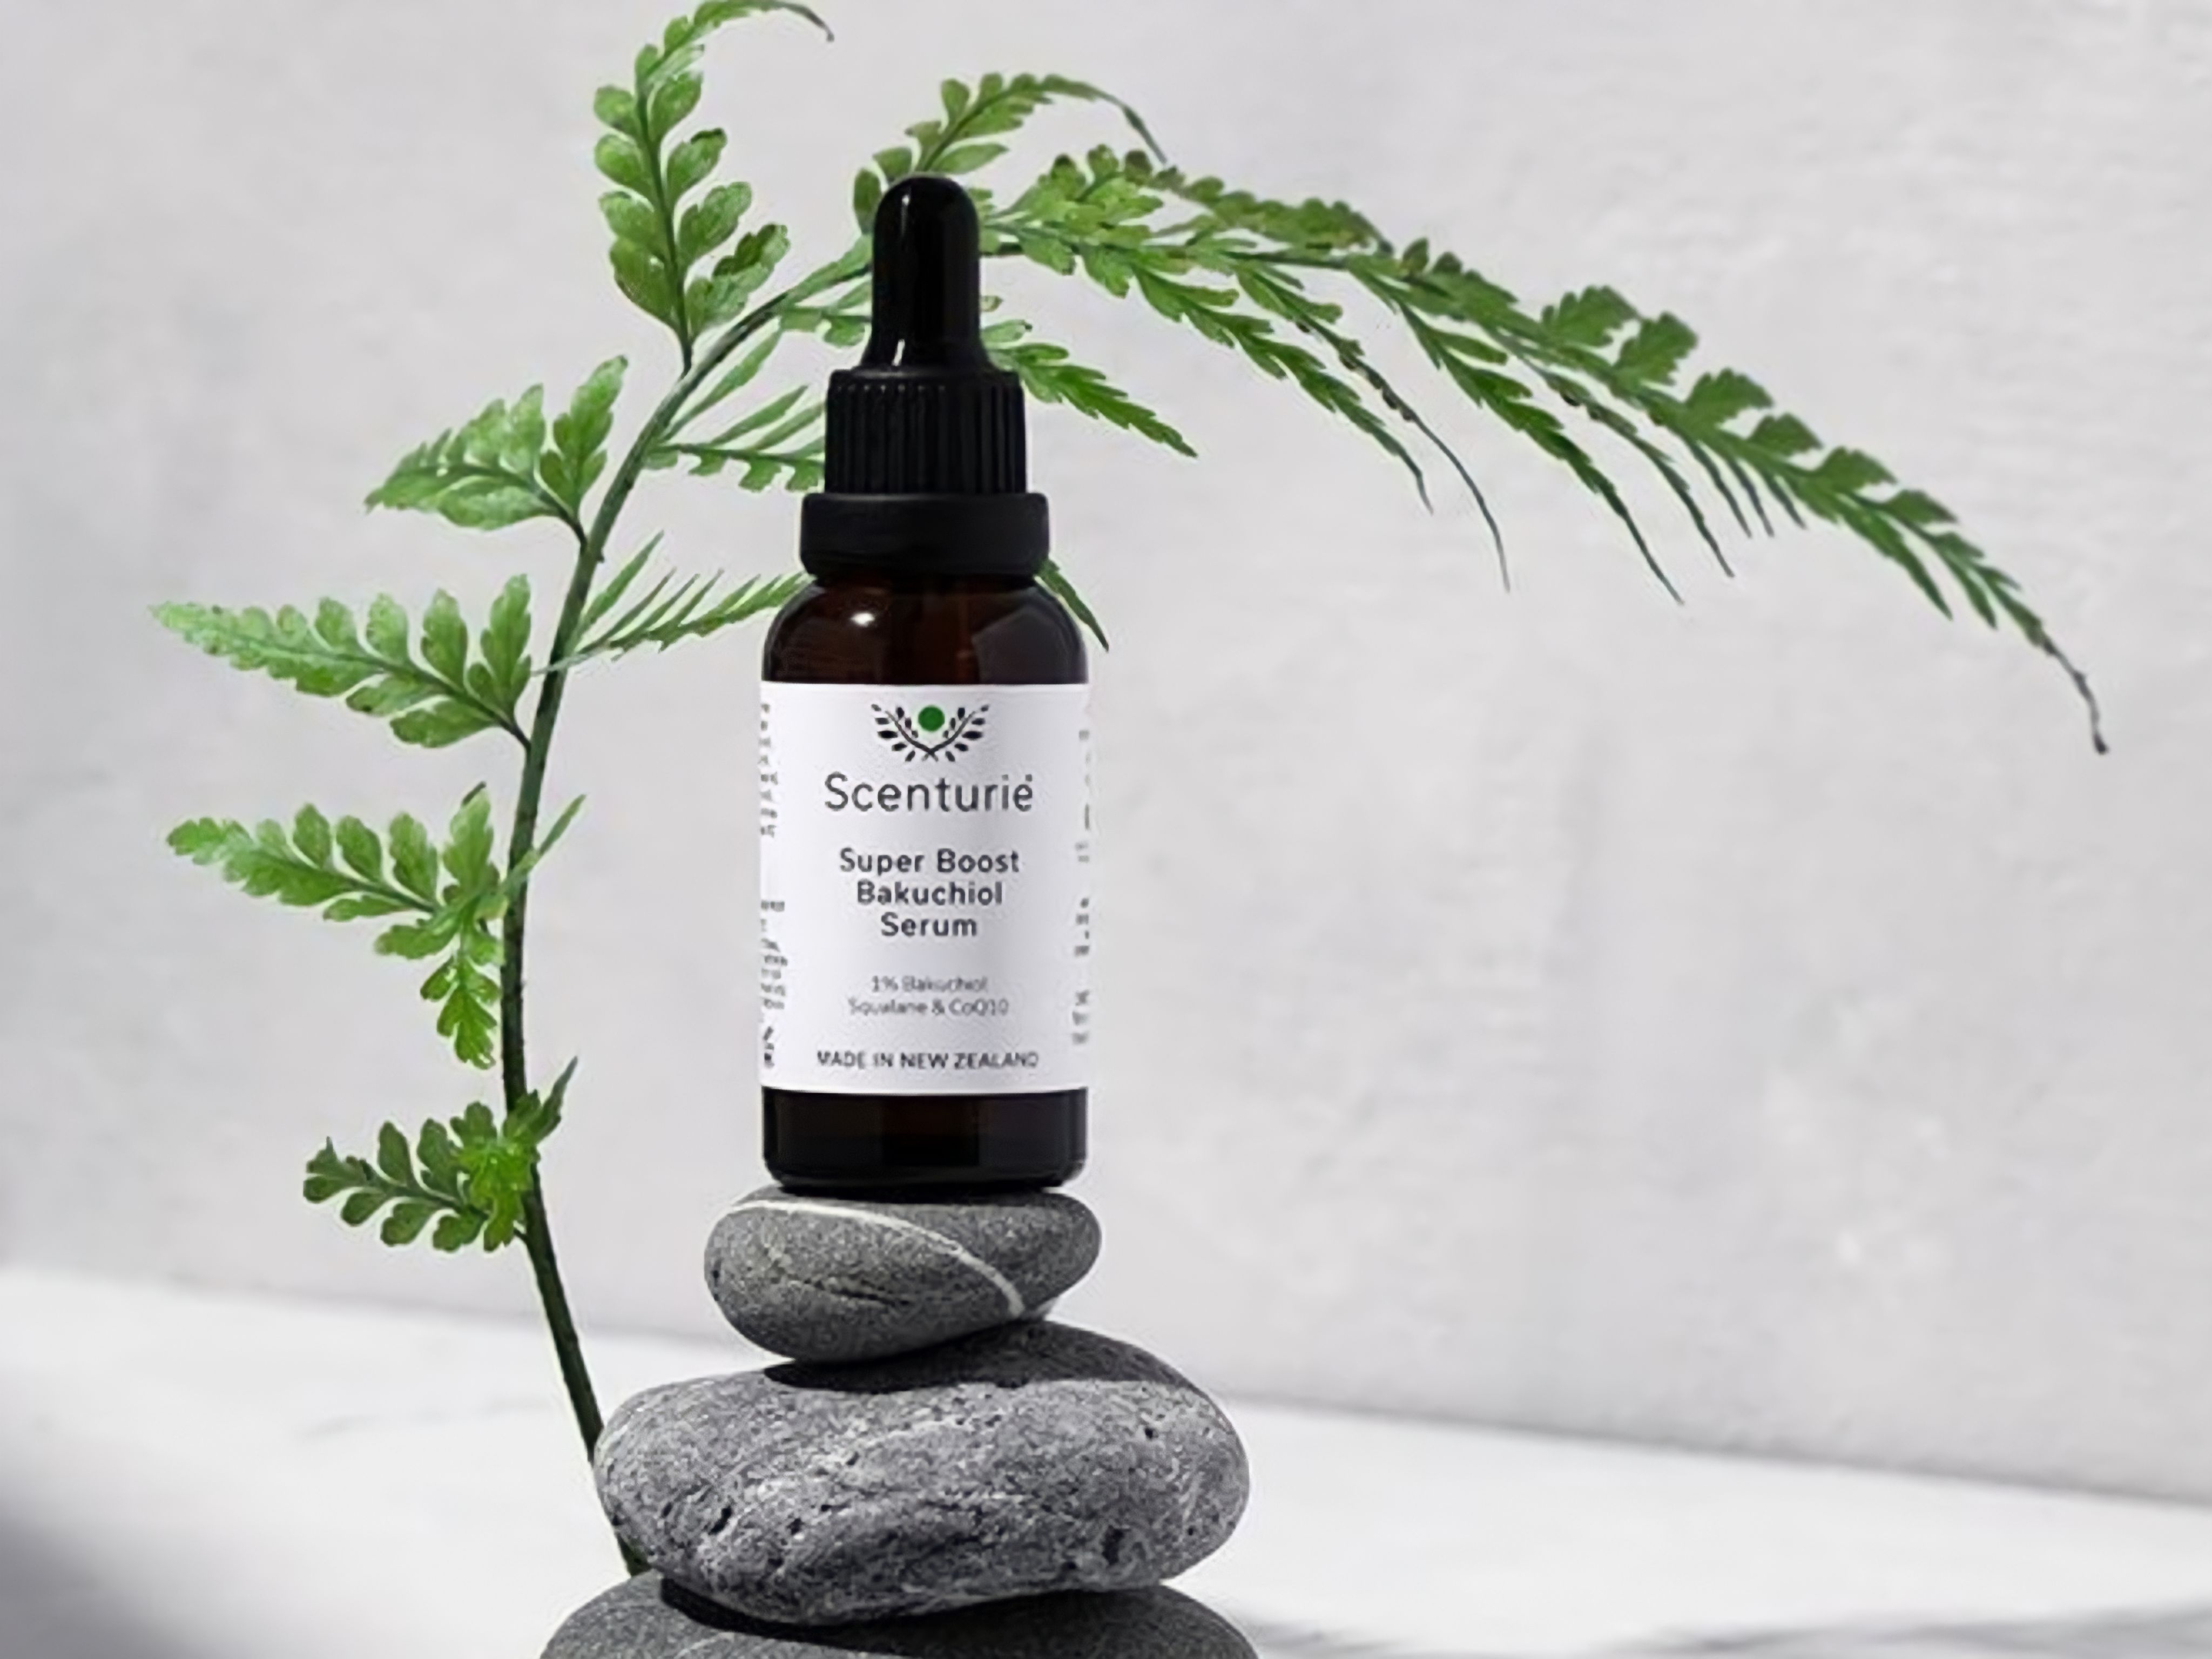 Scenturie
Super Boost
Bakuchiol
Serum
1% Bakuchiol
Squalane & CoQ10
MADE IN NEW ZEALAND